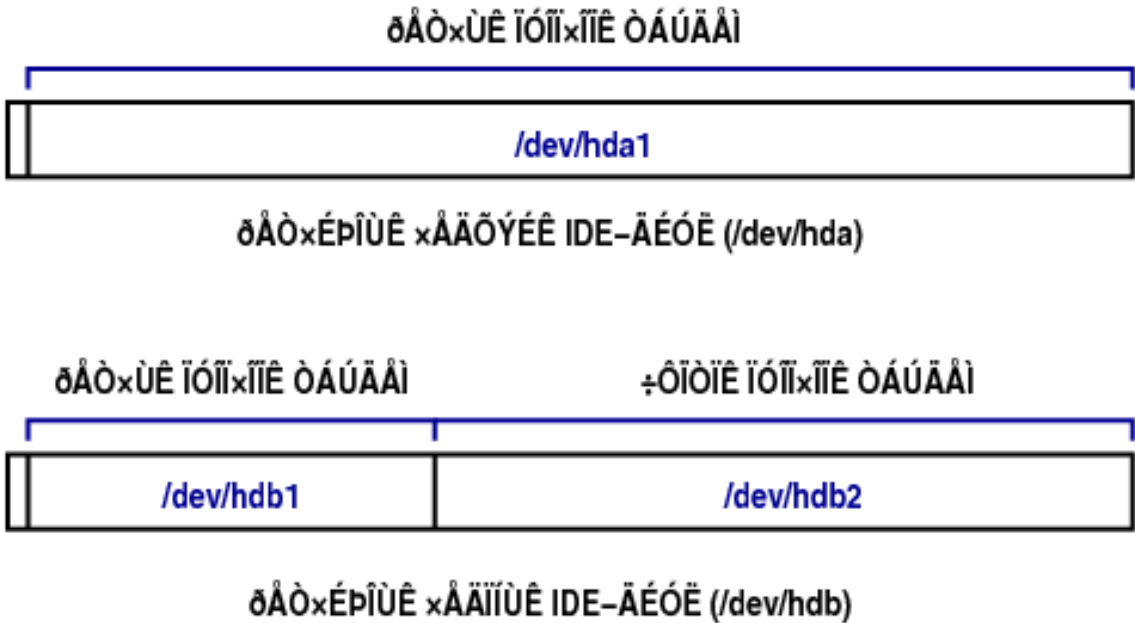 ðÅÒ×ÙÊ ÏÓÎÏ×ÎÏÊ ÒÁÚÄÅÌ
/dev/hda1
ðÅÒ×ÉÞÎÙÊ ×ÅÄÕÝÉÊ IDE–ÄÉÓË (/dev/hda)
ðÅÒ×ÙÊ ÏÓÎÏ×ÎÏÊ ÒÁÚÄÅÌ ÷ÔÏÒÏÊ ÏÓÎÏ×ÎÏÊ ÒÁÚÄÅÌ
/dev/hdb1 /dev/hdb2
ðÅÒ×ÉÞÎÙÊ ×ÅÄÏÍÙÊ IDE–ÄÉÓË (/dev/hdb)